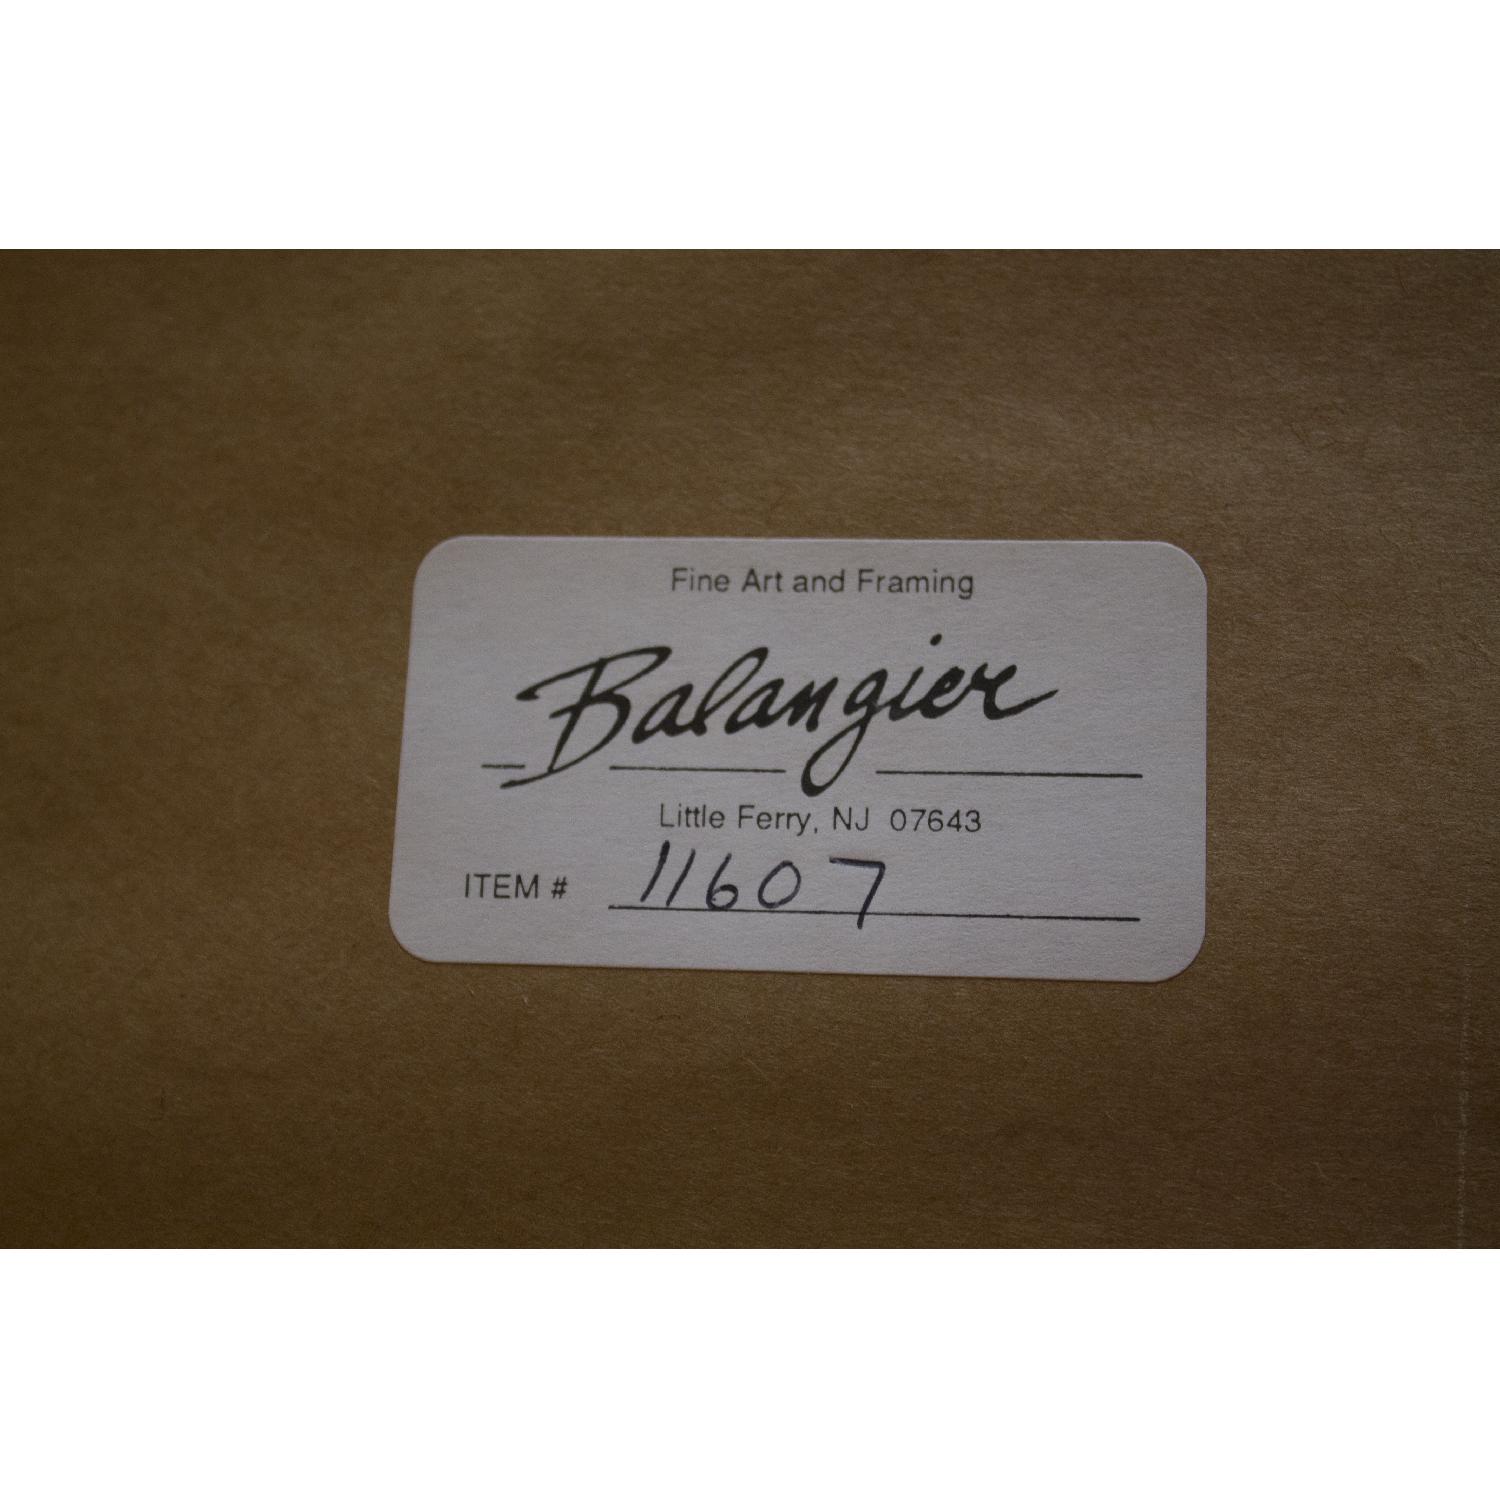 Fine Art and Framing
Balangier
Little Ferry, NJ 07643
ITEM # 11607